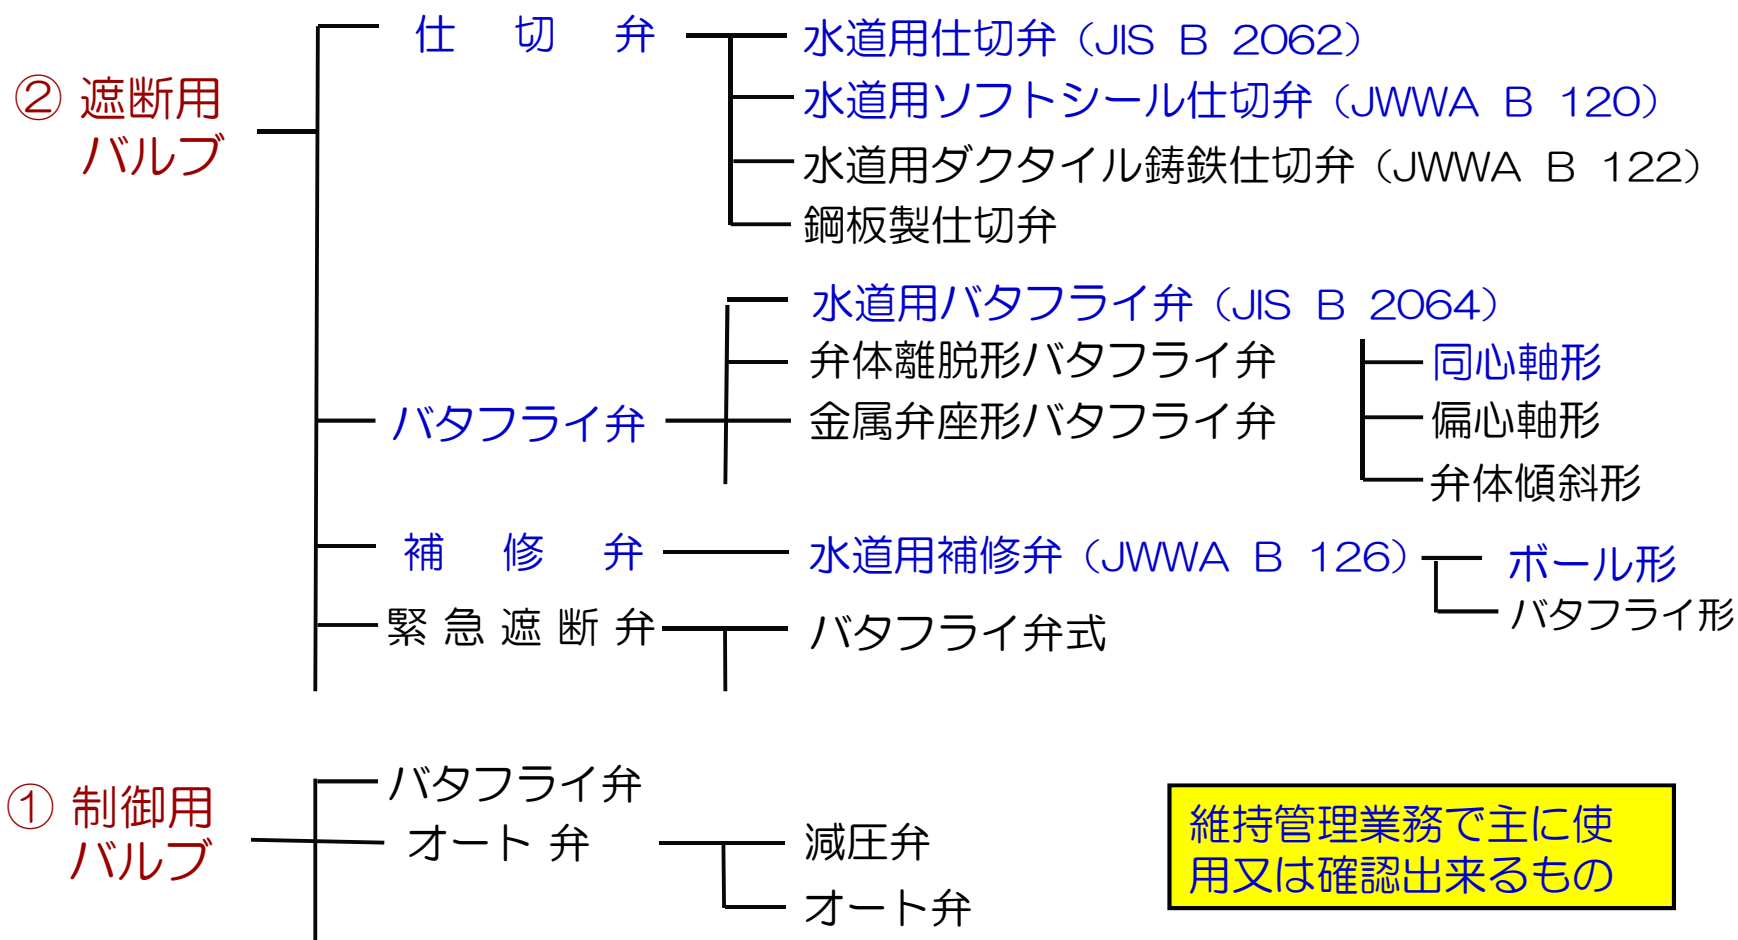 ② 遮断用
バルブ
仕 切 弁
水道用仕切弁（JIS B 2062）
水道用ソフトシール仕切弁（JWWA B 120）
水道用ダクタイル鋳鉄仕切弁（JWWA B 122）
鋼板製仕切弁
バタフライ弁
水道用バタフライ弁（JIS B 2064）
弁体離脱形バタフライ弁
金属弁座形バタフライ弁
同心軸形
偏心軸形
弁体傾斜形
補 修 弁
水道用補修弁（JWWA B 126）
ボール形
バタフライ形
緊急遮断弁
バタフライ弁式
① 制御用
バルブ
バタフライ弁
オート 弁
減圧弁
オート弁
維持管理業務で主に使
用又は確認出来るもの